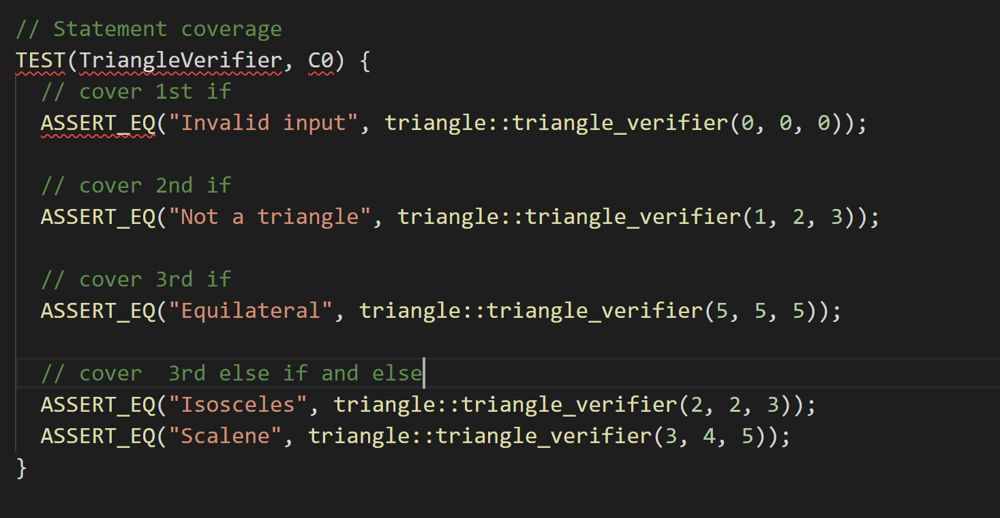 // Statement coverage
TEST(TriangleVerifier, C0) {
  // cover 1st if
  ASSERT_EQ("Invalid input", triangle::triangle_verifier(0, 0, 0));

  // cover 2nd if
  ASSERT_EQ("Not a triangle", triangle::triangle_verifier(1, 2, 3));

  // cover 3rd if
  ASSERT_EQ("Equilateral", triangle::triangle_verifier(5, 5, 5));

  // cover  3rd else if and else
  ASSERT_EQ("Isosceles", triangle::triangle_verifier(2, 2, 3));
  ASSERT_EQ("Scalene", triangle::triangle_verifier(3, 4, 5));
}